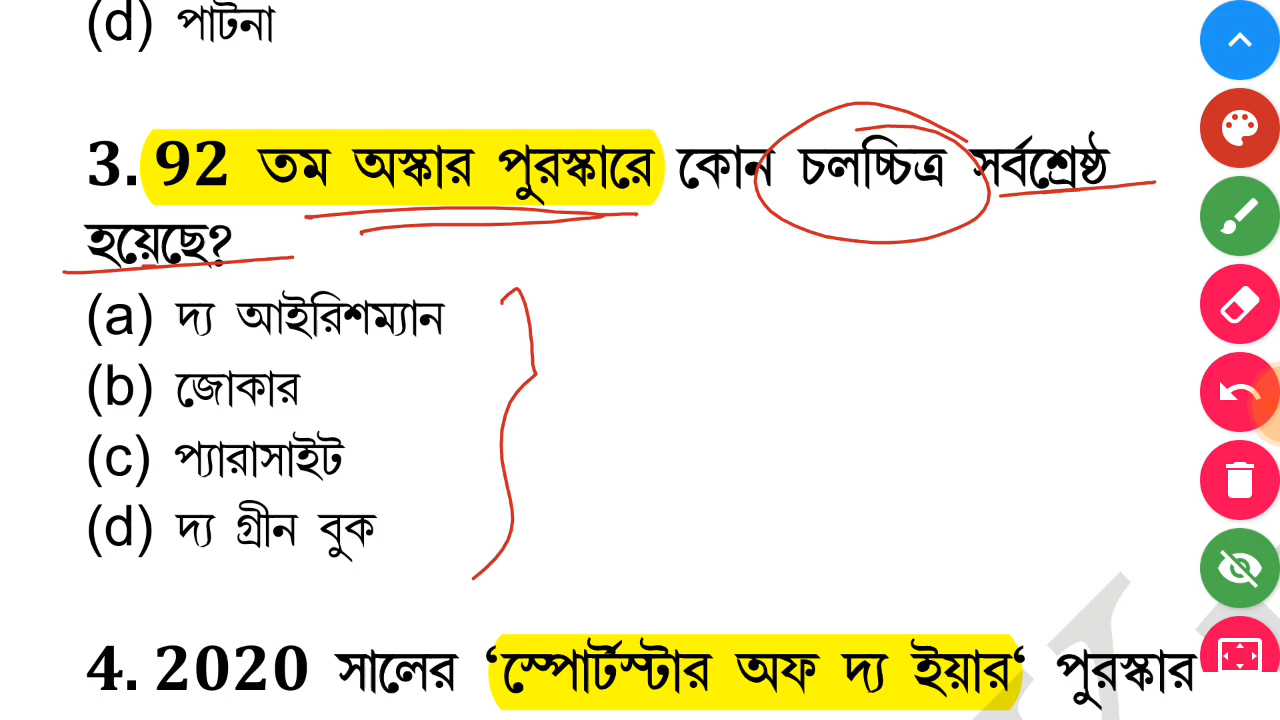 (d) পাটনা
3. 92 তম অস্কার পুরস্কারে কোন চলচ্চিত্র সর্বশ্রেষ্ঠ
হয়েছে?
(a) দ্য আইরিশম্যান
(b) জোকার
(c) প্যারাসাইট
(d) দ্য গ্রীন বুক
4. 2020 সালের ‘স্পোর্টস্টার অফ দ্য ইয়ার‘ পুরস্কার